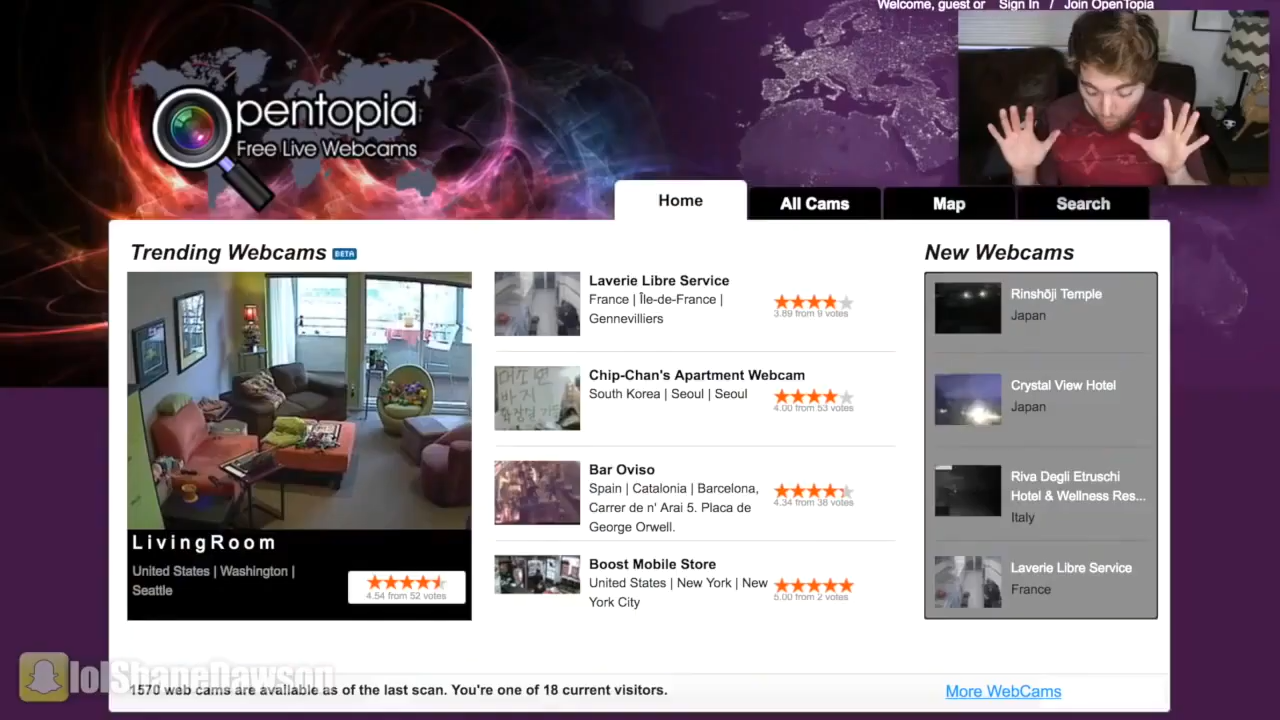 Welcome, guest or Sign In / Join OpenTopia
pentopia
Free Live Webcams
Home
All Cams
Map
Search
Trending Webcams BETA
LivingRoom
United States | Washington |
Seattle
4.54 from 52 votes
Laverie Libre Service
France | Île-de-France |
Gennevilliers
3.89 from 9 votes
Chip-Chan's Apartment Webcam
South Korea | Seoul | Seoul
4.00 from 53 votes
Bar Oviso
Spain | Catalonia | Barcelona,
Carrer de n' Arai 5. Placa de
George Orwell.
4.34 from 38 votes
Boost Mobile Store
United States | New York | New
York City
5.00 from 2 votes
New Webcams
Rinshōji Temple
Japan
Crystal View Hotel
Japan
Riva Degli Etruschi
Hotel & Wellness Res...
Italy
Laverie Libre Service
France
lolShaneDawson
1570 web cams are available as of the last scan. You're one of 18 current visitors.
More WebCams